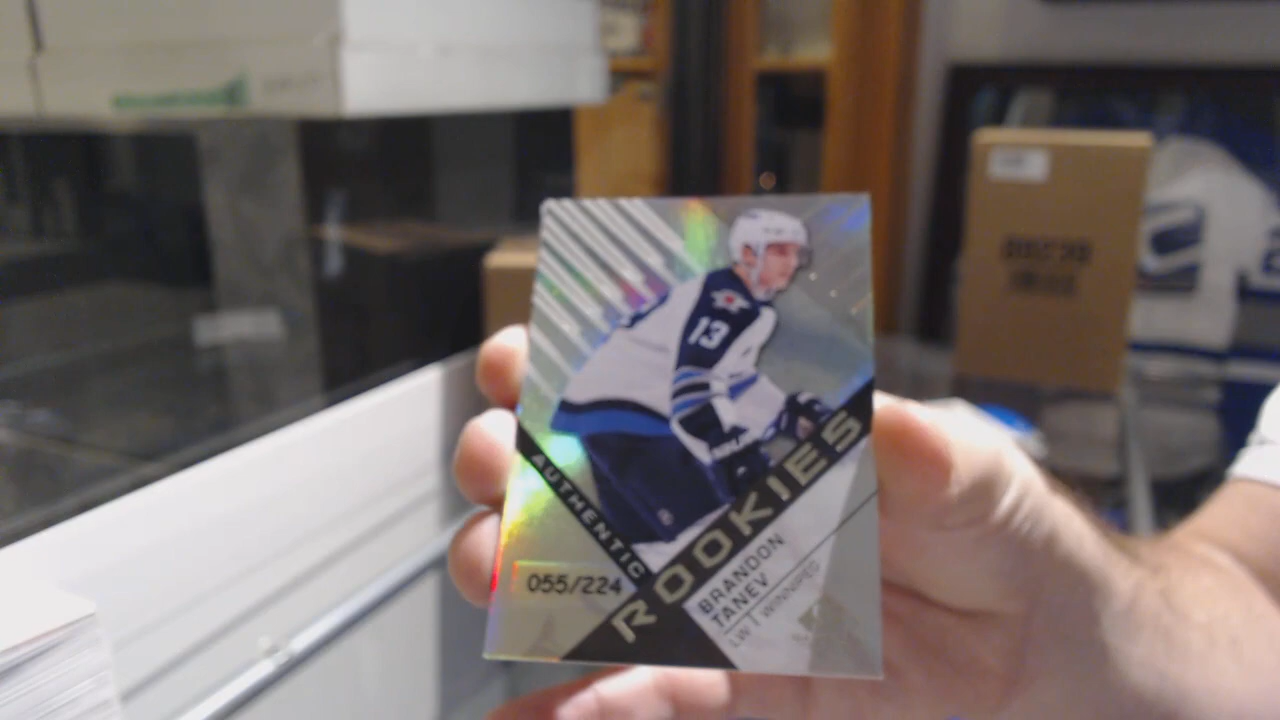 13
AUTHENTIC
ROOKIES
055/224
BRANDON
TANEV
LW | WINNIPEG